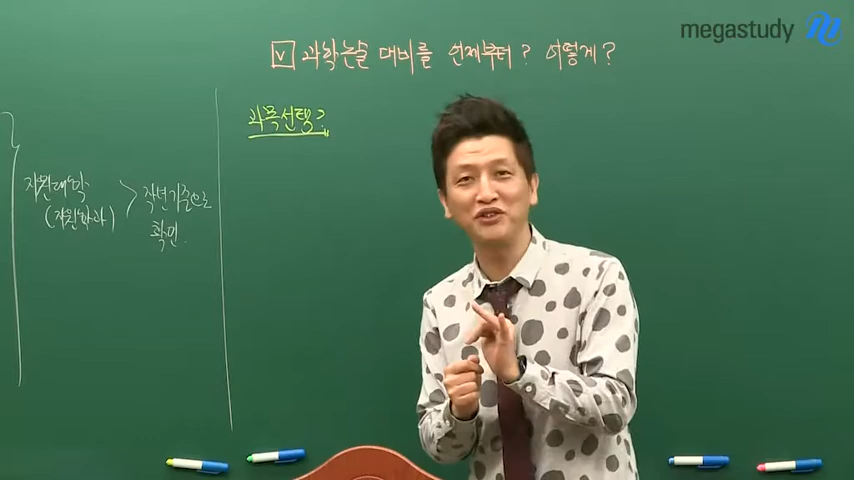 megastudy
V 과학논술 대비를 언제부터? 어떻게?
과목선택?
지원대학
(지원학과)
> 작년기준으로
확인.